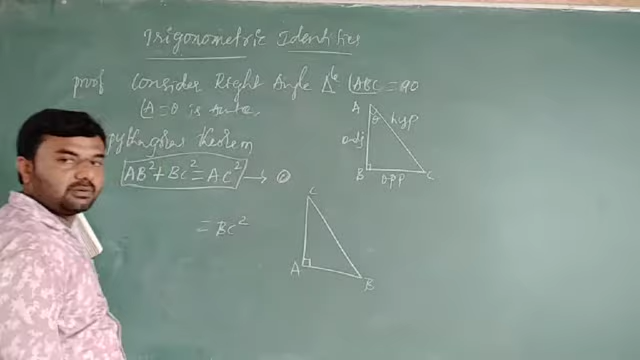 Trigonometric Identities
proof Consider Right Angle Δle ∠ABC = 90
∠A = θ is acute,
pythagoras theorem
AB² + BC² = AC² →
A
θ
hyp
adj
B
opp
C
= BC²
C
A
B